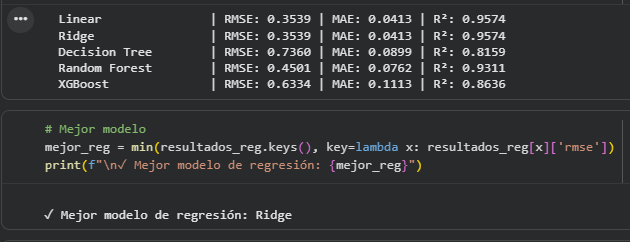 Linear | RMSE: 0.3539 | MAE: 0.0413 | R²: 0.9574
Ridge | RMSE: 0.3539 | MAE: 0.0413 | R²: 0.9574
Decision Tree | RMSE: 0.7360 | MAE: 0.0899 | R²: 0.8159
Random Forest | RMSE: 0.4501 | MAE: 0.0762 | R²: 0.9311
XGBoost | RMSE: 0.6334 | MAE: 0.1113 | R²: 0.8636
# Mejor modelo
mejor_reg = min(resultados_reg.keys(), key=lambda x: resultados_reg[x]['rmse'])
print(f"\n✓ Mejor modelo de regresión: {mejor_reg}")
✓ Mejor modelo de regresión: Ridge